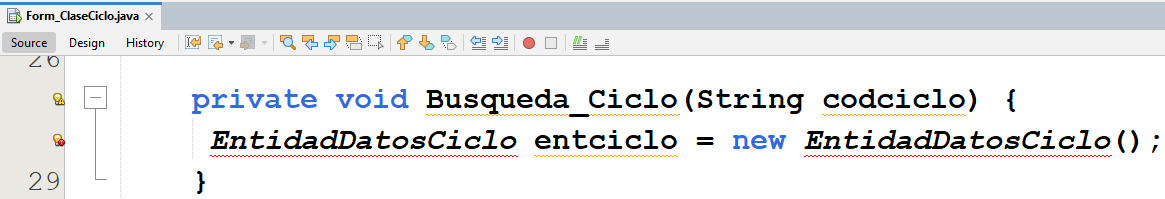 Form_ClaseCiclo.java
Source Design History
26
private void Busqueda_Ciclo(String codciclo) {
EntidadDatosCiclo entciclo = new EntidadDatosCiclo();
29 }